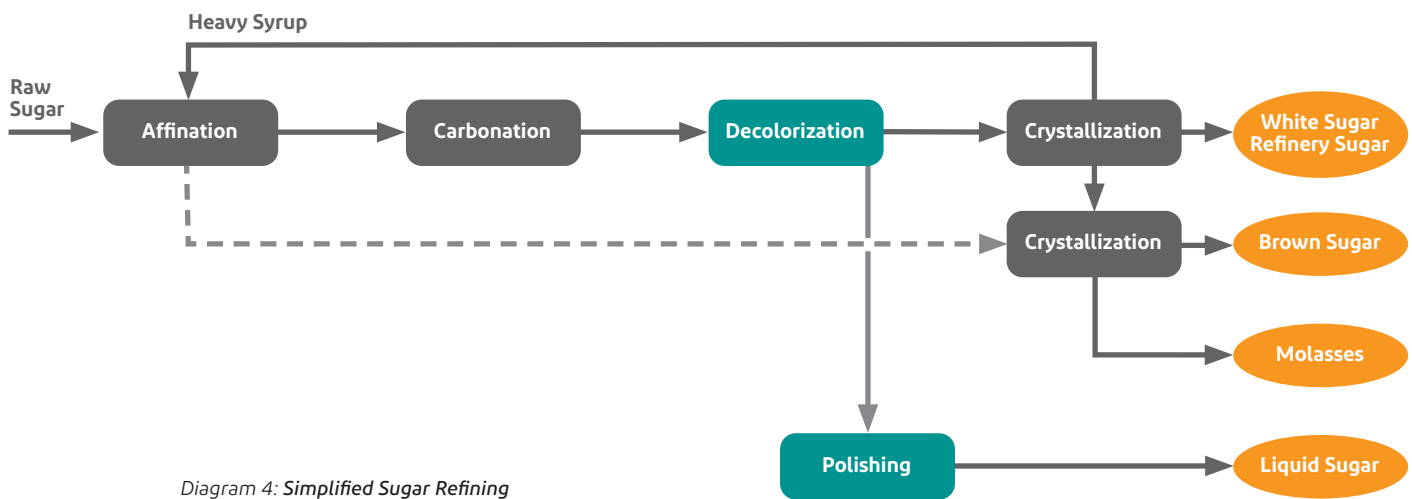 Heavy Syrup
Raw
Sugar
Affination
Carbonation
Decolorization
Crystallization
White Sugar
Refinery Sugar
Crystallization
Brown Sugar
Molasses
Polishing
Liquid Sugar
Diagram 4: Simplified Sugar Refining